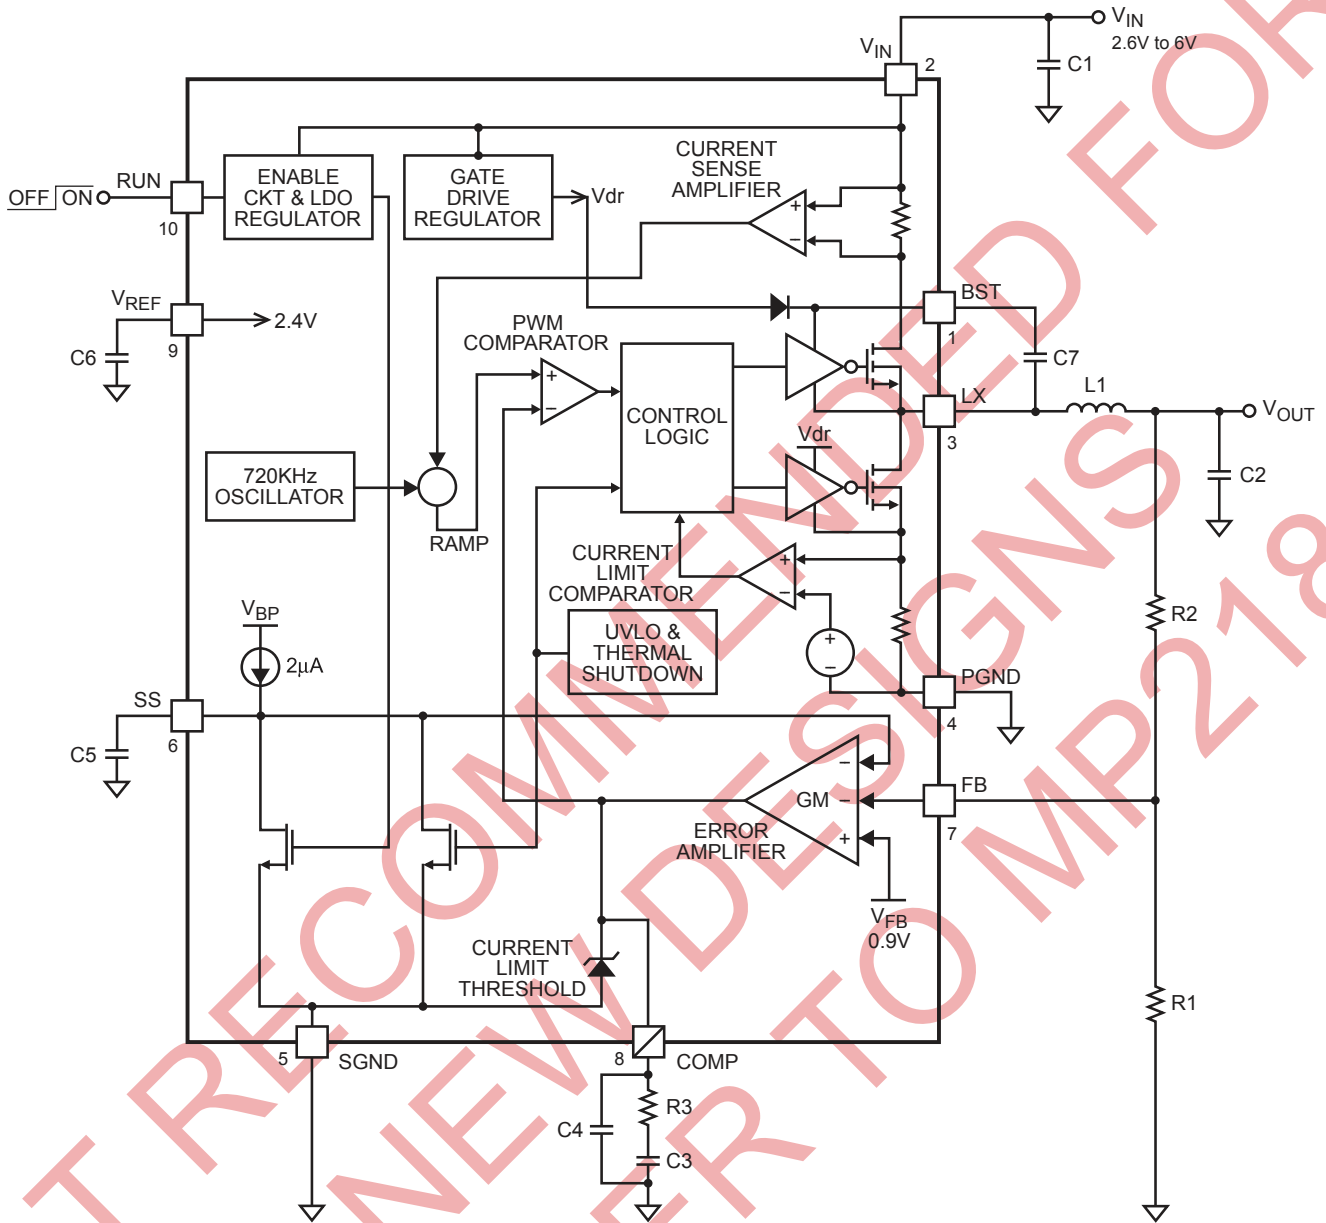 VIN
2.6V to 6V
VIN
2
C1
CURRENT
SENSE
AMPLIFIER
RUN
OFF ON
10
ENABLE
CKT & LDO
REGULATOR
GATE
DRIVE
REGULATOR
Vdr
+
−
VREF
9
2.4V
C6
BST
1
C7
PWM
COMPARATOR
+
−
CONTROL
LOGIC
LX
3
L1
VOUT
C2
Vdr
720KHz
OSCILLATOR
RAMP
CURRENT
LIMIT
COMPARATOR
+
−
+
−
UVLO &
THERMAL
SHUTDOWN
R2
VBP
2µA
SS
6
C5
PGND
4
−
GM −
+
ERROR
AMPLIFIER
FB
7
VFB
0.9V
CURRENT
LIMIT
THRESHOLD
R1
5
SGND
8
COMP
R3
C4
C3
T RECOMMENDED FOR
NEW DESIGNS
ER TO MP218